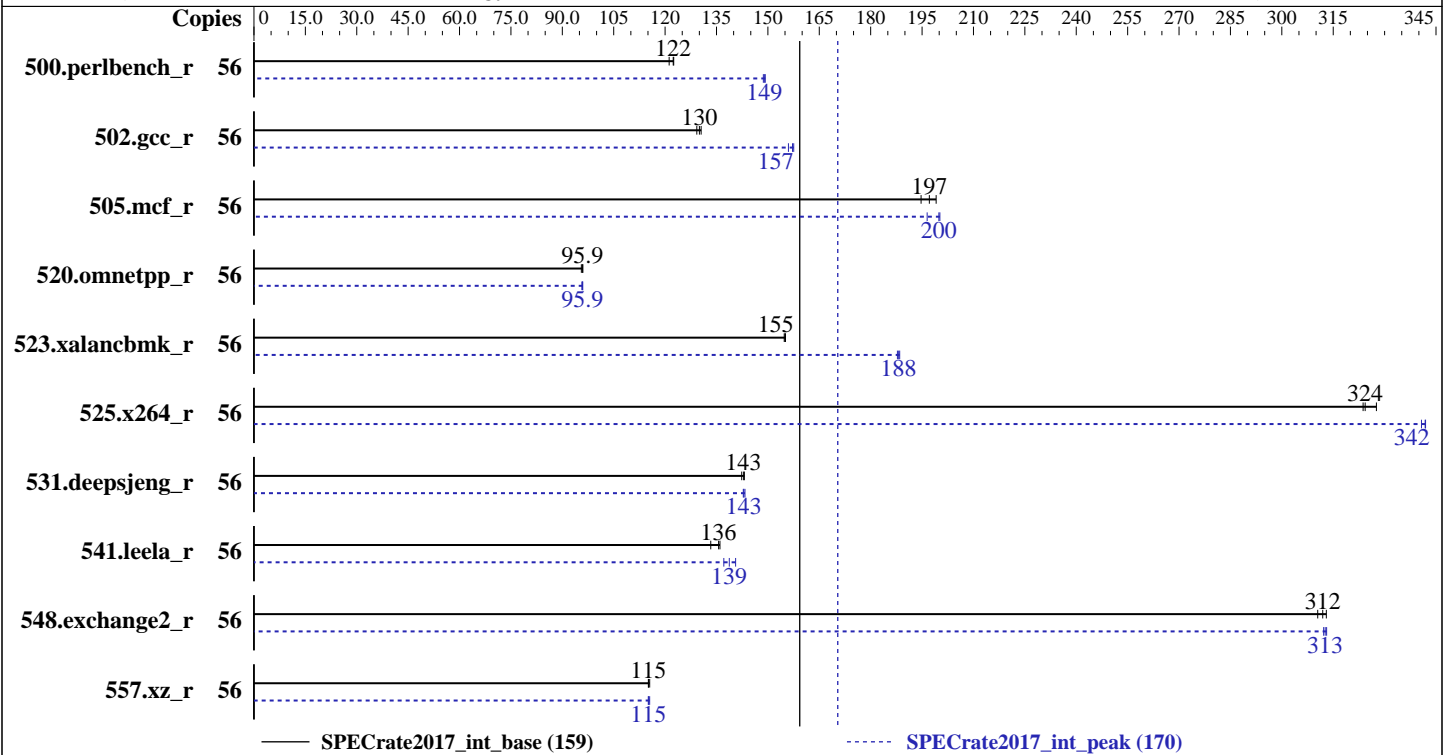 Copies 0 15.0 30.0 45.0 60.0 75.0 90.0 105 120 135 150 165 180 195 210 225 240 255 270 285 300 315 345
500.perlbench_r 56 122
149
502.gcc_r 56 130
157
505.mcf_r 56 197
200
520.omnetpp_r 56 95.9
95.9
523.xalancbmk_r 56 155
188
525.x264_r 56 324
342
531.deepsjeng_r 56 143
143
541.leela_r 56 136
139
548.exchange2_r 56 312
313
557.xz_r 56 115
115
SPECrate2017_int_base (159) SPECrate2017_int_peak (170)